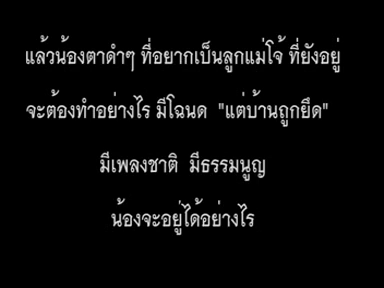 แล้วน้องตาดำๆ ที่อยากเป็นลูกแม่โจ้ ที่ยังอยู่
จะต้องทำอย่างไร มีโฉนด "แต่บ้านถูกยึด"
มีเพลงชาติ มีธรรมนูญ
น้องจะอยู่ได้อย่างไร